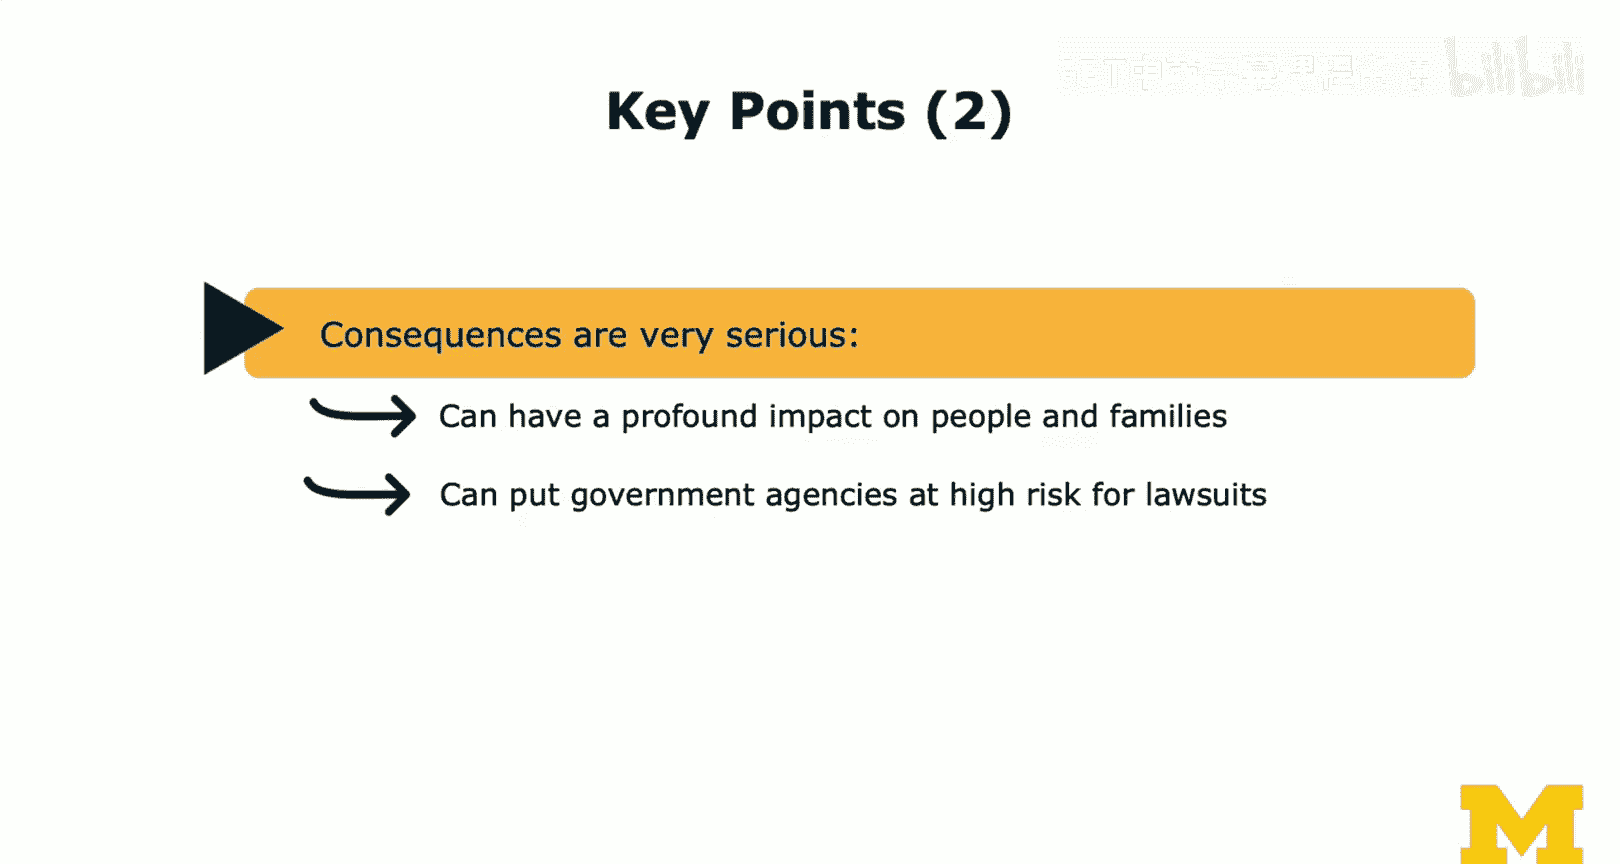 bilibili
Key Points (2)
Consequences are very serious:
Can have a profound impact on people and families
Can put government agencies at high risk for lawsuits
M